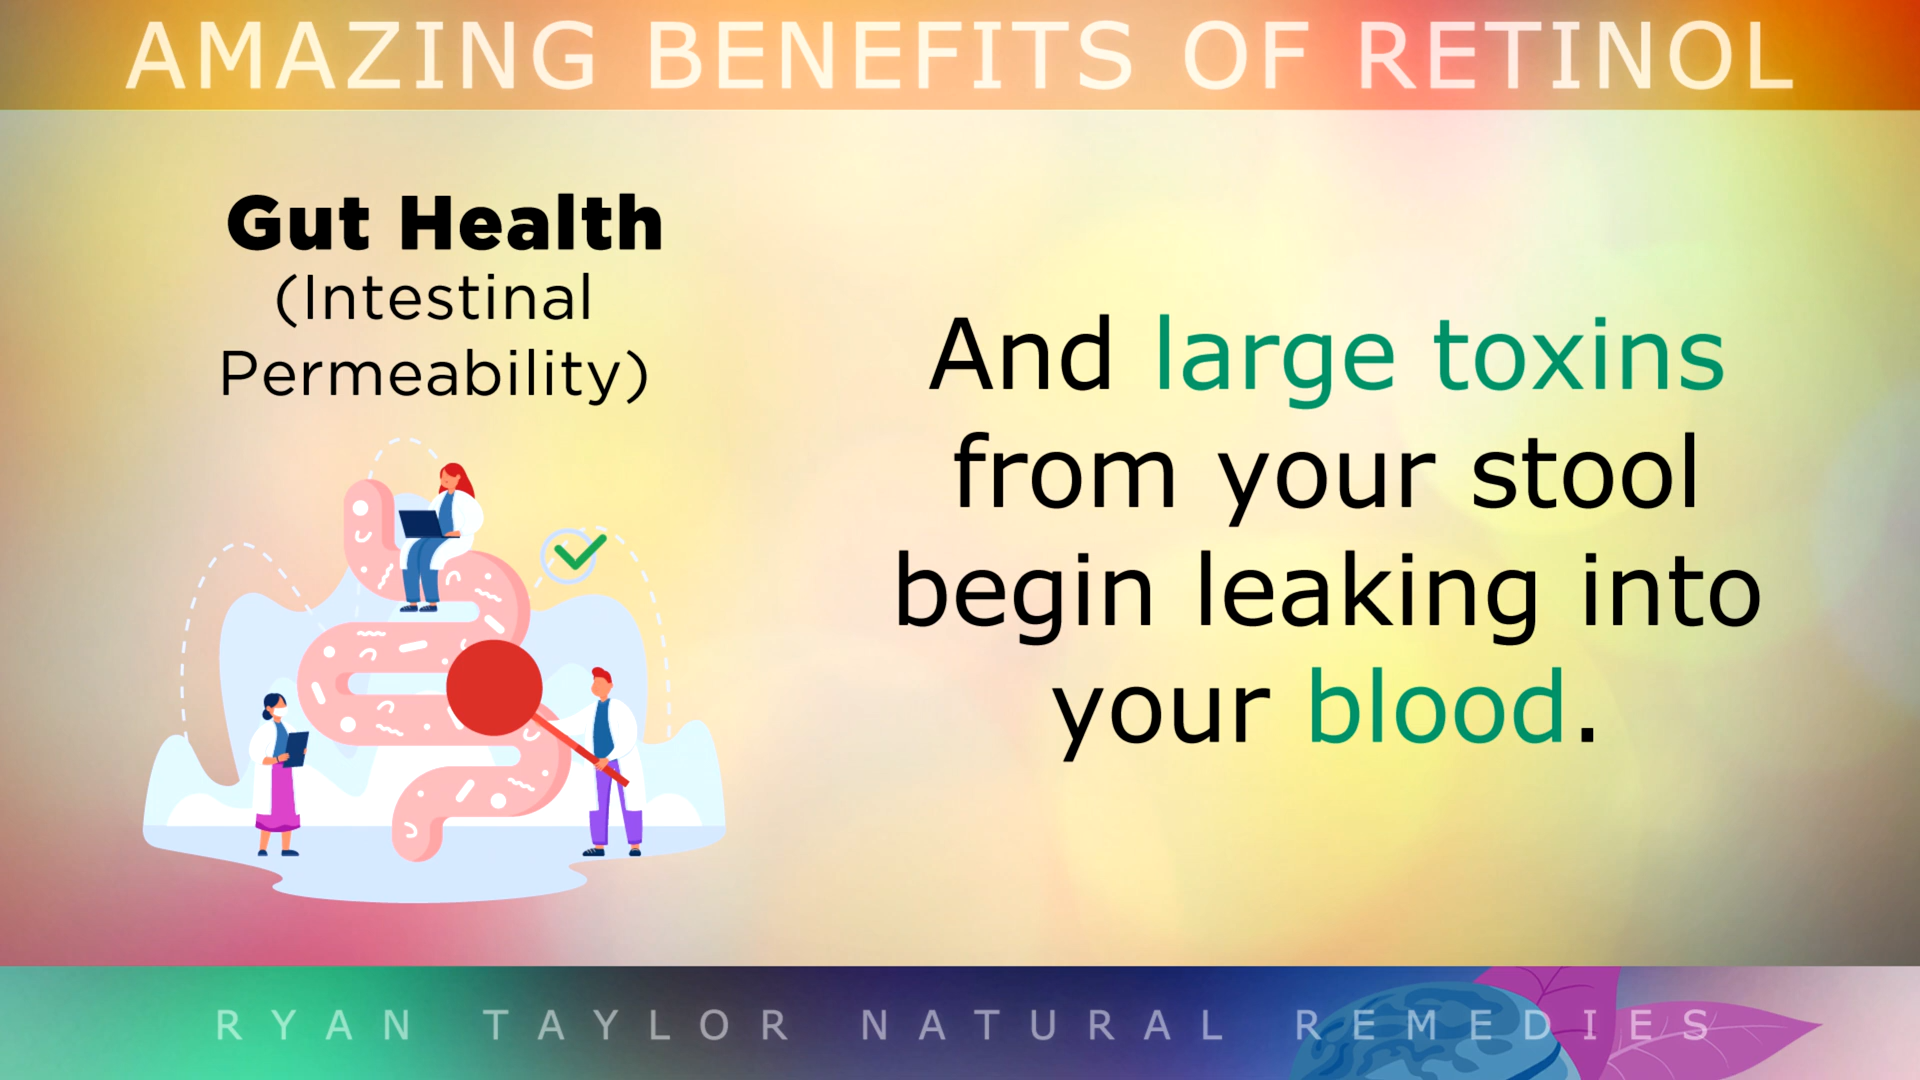 AMAZING BENEFITS OF RETINOL
Gut Health
(Intestinal
Permeability)
And large toxins
from your stool
begin leaking into
your blood.
RYAN TAYLOR NATURAL REMEDIES